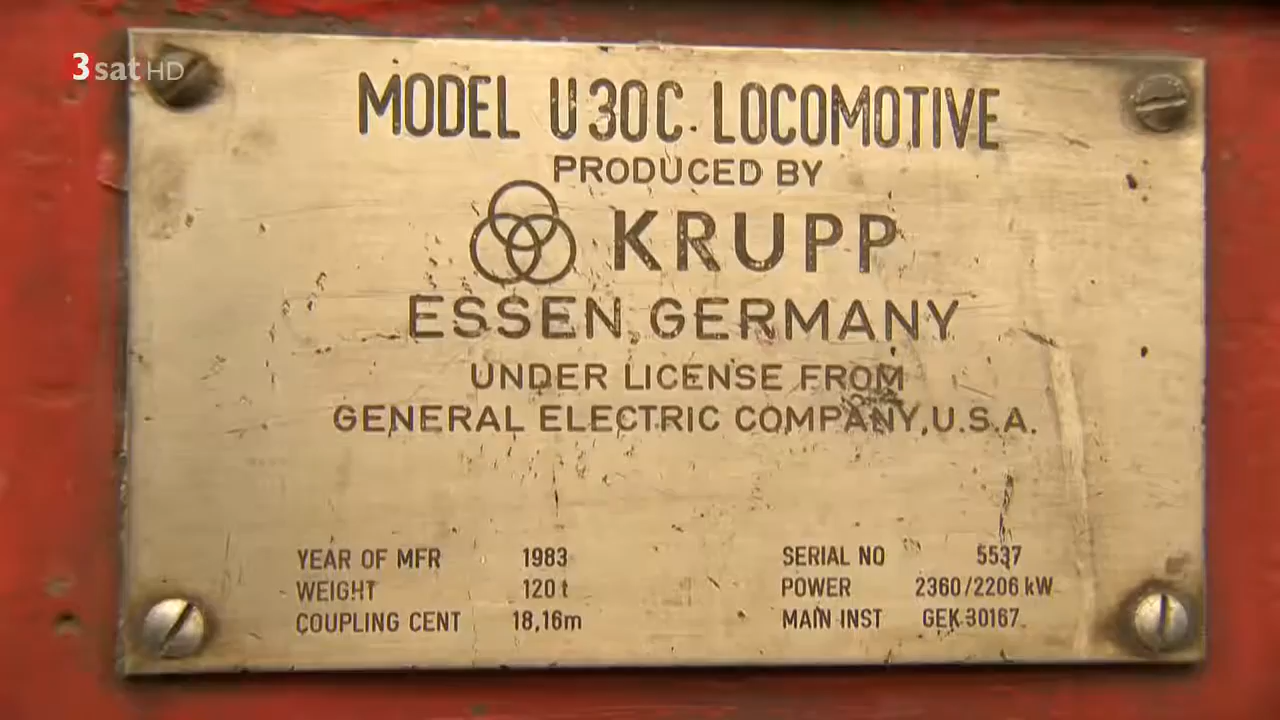 3sat HD
MODEL U30C LOCOMOTIVE
PRODUCED BY
KRUPP
ESSEN, GERMANY
UNDER LICENSE FROM
GENERAL ELECTRIC COMPANY, U.S.A.
YEAR OF MFR 1983 SERIAL NO 5537
WEIGHT 120 t POWER 2360/2206 kW
COUPLING CENT 18,16m MAIN INST GEK 30167